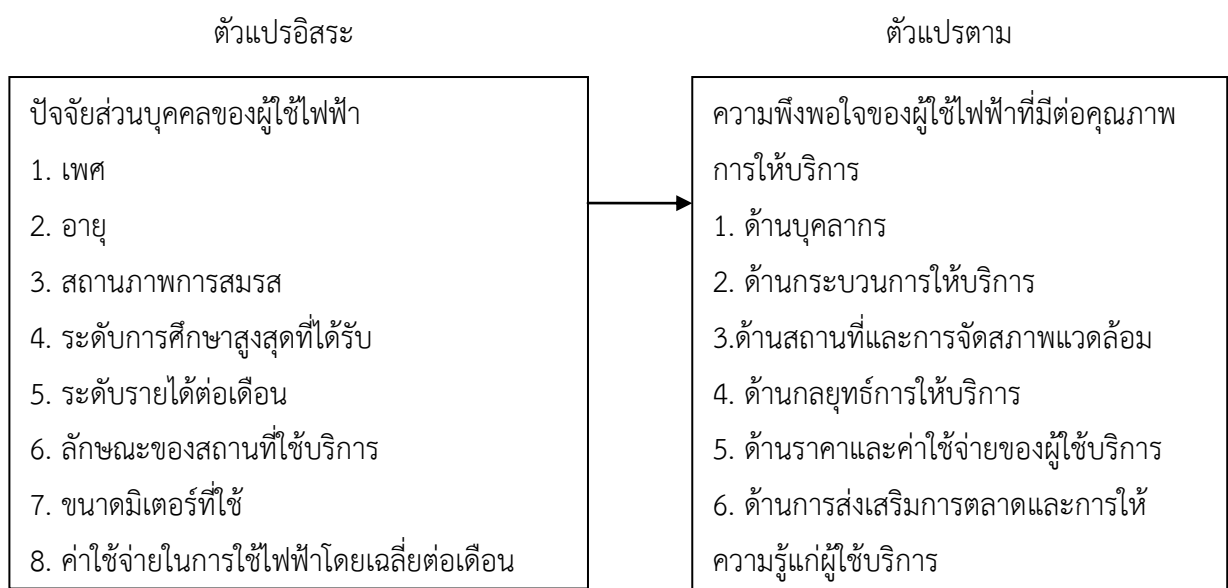 ตัวแปรอิสระ
ตัวแปรตาม
ปัจจัยส่วนบุคคลของผู้ใช้ไฟฟ้า
1. เพศ
2. อายุ
3. สถานภาพการสมรส
4. ระดับการศึกษาสูงสุดที่ได้รับ
5. ระดับรายได้ต่อเดือน
6. ลักษณะของสถานที่ใช้บริการ
7. ขนาดมิเตอร์ที่ใช้
8. ค่าใช้จ่ายในการใช้ไฟฟ้าโดยเฉลี่ยต่อเดือน
ความพึงพอใจของผู้ใช้ไฟฟ้าที่มีต่อคุณภาพ
การให้บริการ
1. ด้านบุคลากร
2. ด้านกระบวนการให้บริการ
3.ด้านสถานที่และการจัดสภาพแวดล้อม
4. ด้านกลยุทธ์การให้บริการ
5. ด้านราคาและค่าใช้จ่ายของผู้ใช้บริการ
6. ด้านการส่งเสริมการตลาดและการให้
ความรู้แก่ผู้ใช้บริการ